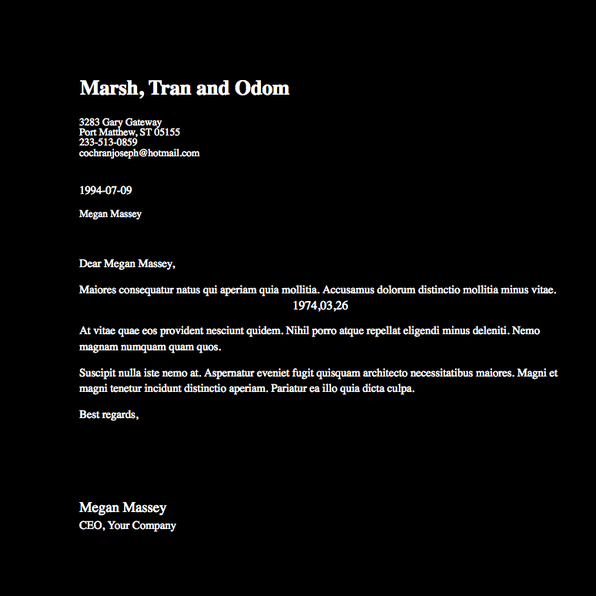 Marsh, Tran and Odom
3283 Gary Gateway
Port Matthew, ST 05155
233-513-0859
cochranjoseph@hotmail.com
1994-07-09
Megan Massey
Dear Megan Massey,
Maiores consequatur natus qui aperiam quia mollitia. Accusamus dolorum distinctio mollitia minus vitae.
1974,03,26
At vitae quae eos provident nesciunt quidem. Nihil porro atque repellat eligendi minus deleniti. Nemo
magnam numquam quam quos.
Suscipit nulla iste nemo at. Aspernatur eveniet fugit quisquam architecto necessitatibus maiores. Magni et
magni tenetur incidunt distinctio aperiam. Pariatur ea illo quia dicta culpa.
Best regards,
Megan Massey
CEO, Your Company